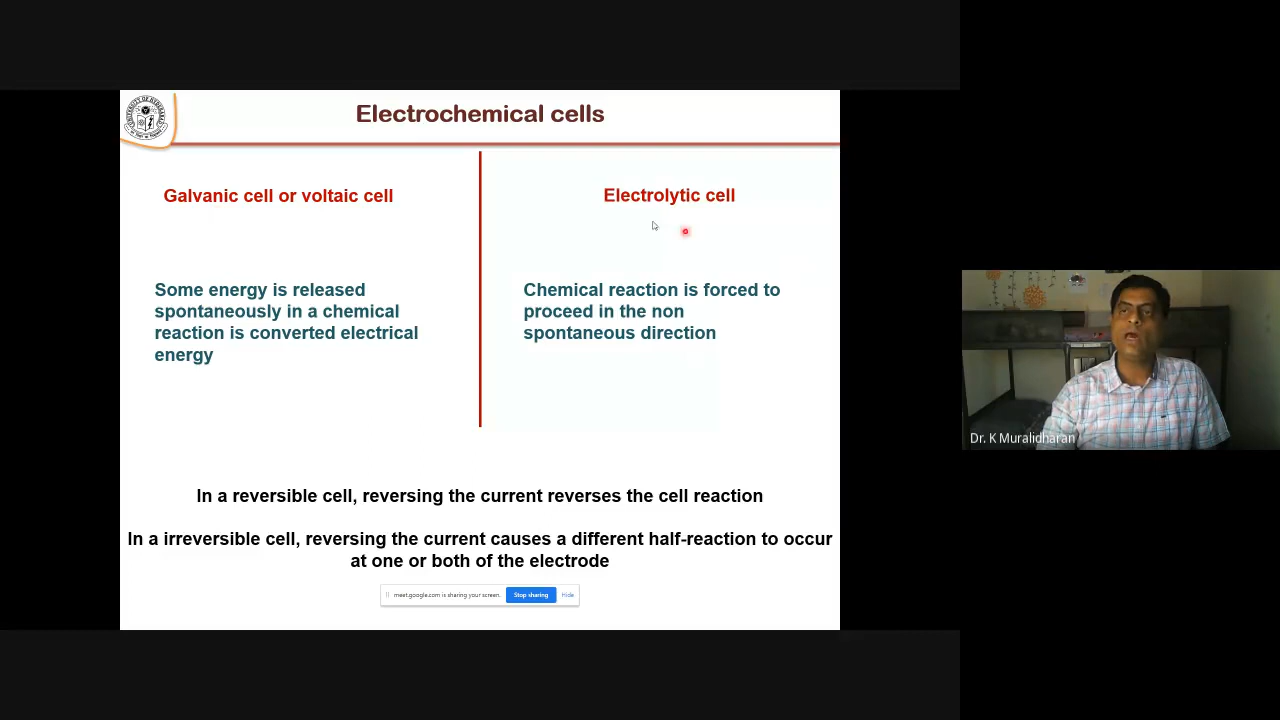 Electrochemical cells
Galvanic cell or voltaic cell
Some energy is released
spontaneously in a chemical
reaction is converted electrical
energy
Electrolytic cell
Chemical reaction is forced to
proceed in the non
spontaneous direction
In a reversible cell, reversing the current reverses the cell reaction
In a irreversible cell, reversing the current causes a different half-reaction to occur
at one or both of the electrode
meet.google.com is sharing your screen.
Stop sharing
Hide
Dr. K Muralidharan